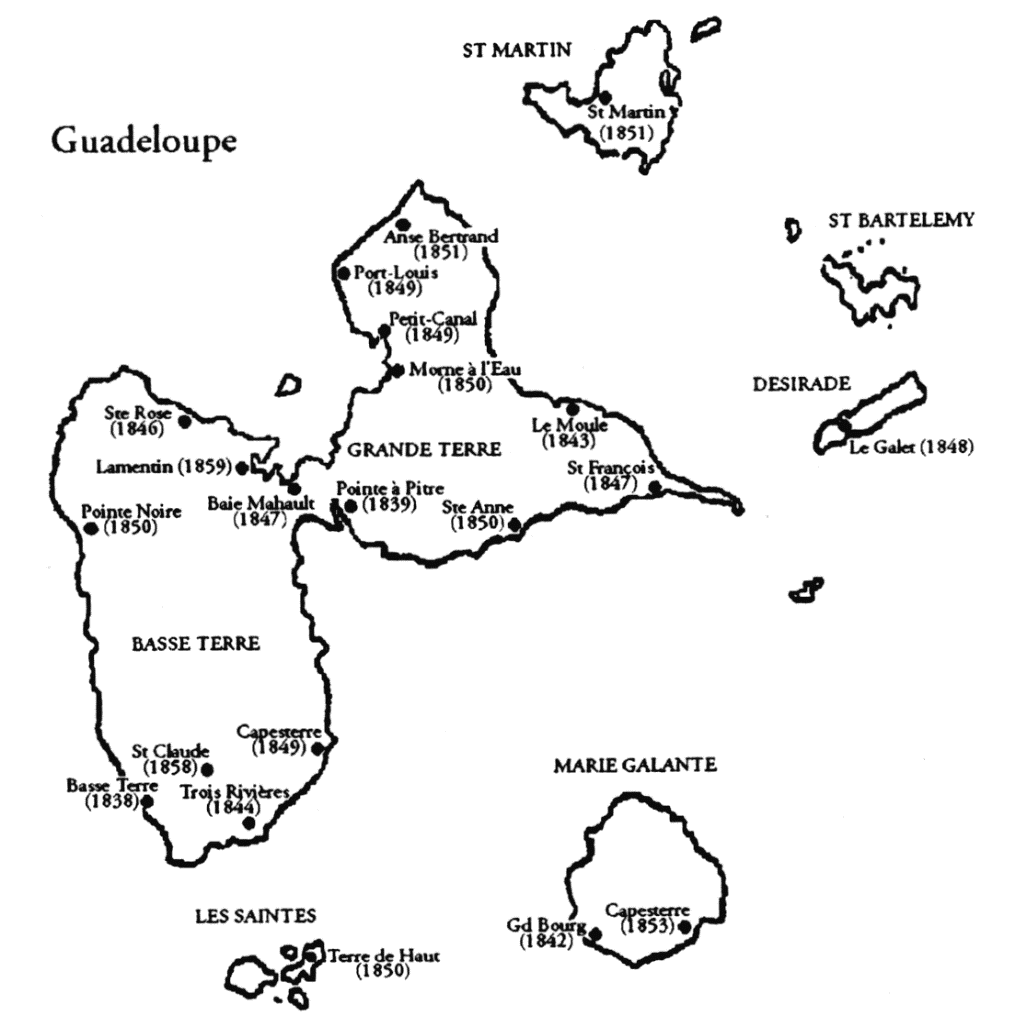 ST MARTIN
St Martin
(1851)
Guadeloupe
ST BARTELEMY
Anse Bertrand
(1851)
Port-Louis
(1849)
Petit-Canal
(1849)
Morne à l'Eau
(1850)
DESIRADE
Le Galet (1848)
Ste Rose
(1846)
Le Moule
(1843)
GRANDE TERRE
Lamentin (1859)
St François
(1847)
Pointe à Pitre
(1839)
Baie Mahault
(1847)
Ste Anne
(1850)
Pointe Noire
(1850)
BASSE TERRE
Capesterre
(1849)
St Claude
(1858)
Basse Terre
(1838)
Trois Rivières
(1844)
MARIE GALANTE
Capesterre
(1853)
Gd Bourg
(1842)
LES SAINTES
Terre de Haut
(1850)